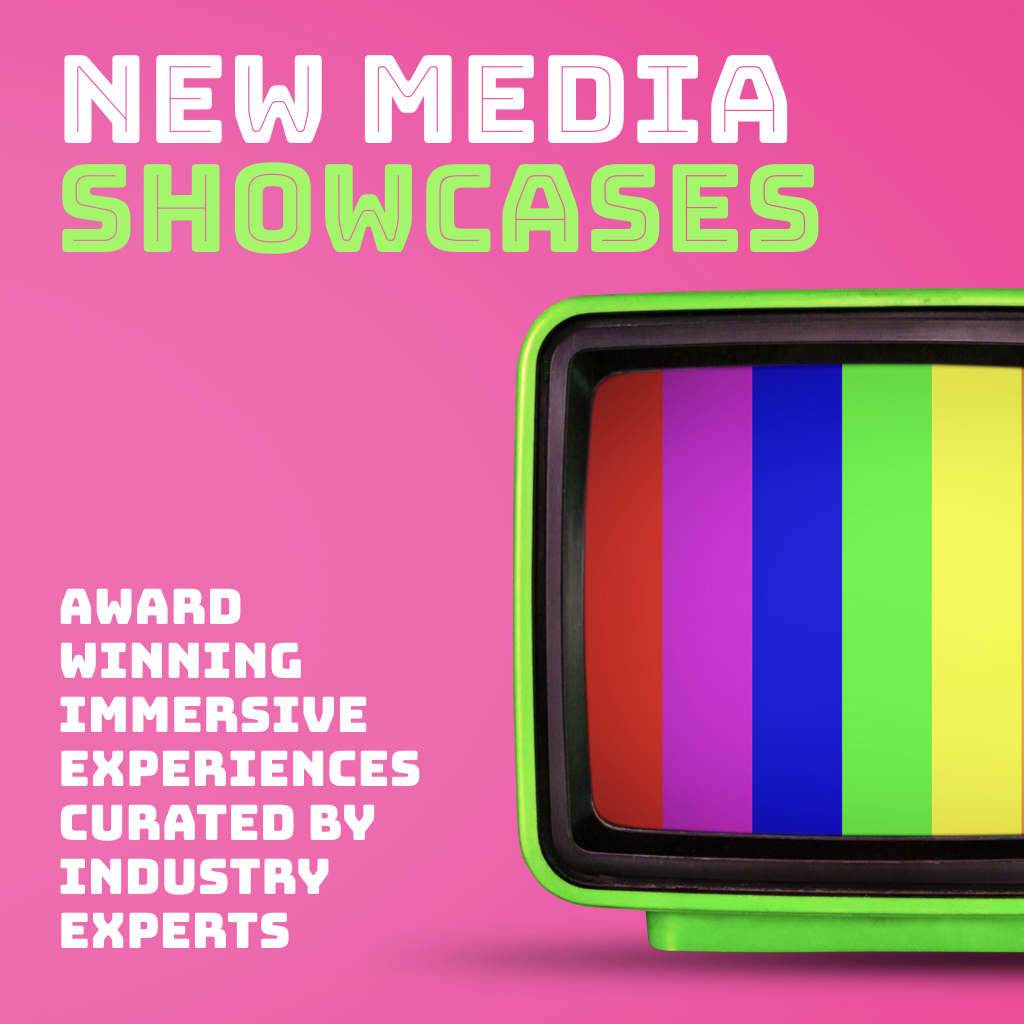 NEW MEDIA
SHOWCASES
AWARD
WINNING
IMMERSIVE
EXPERIENCES
CURATED BY
INDUSTRY
EXPERTS